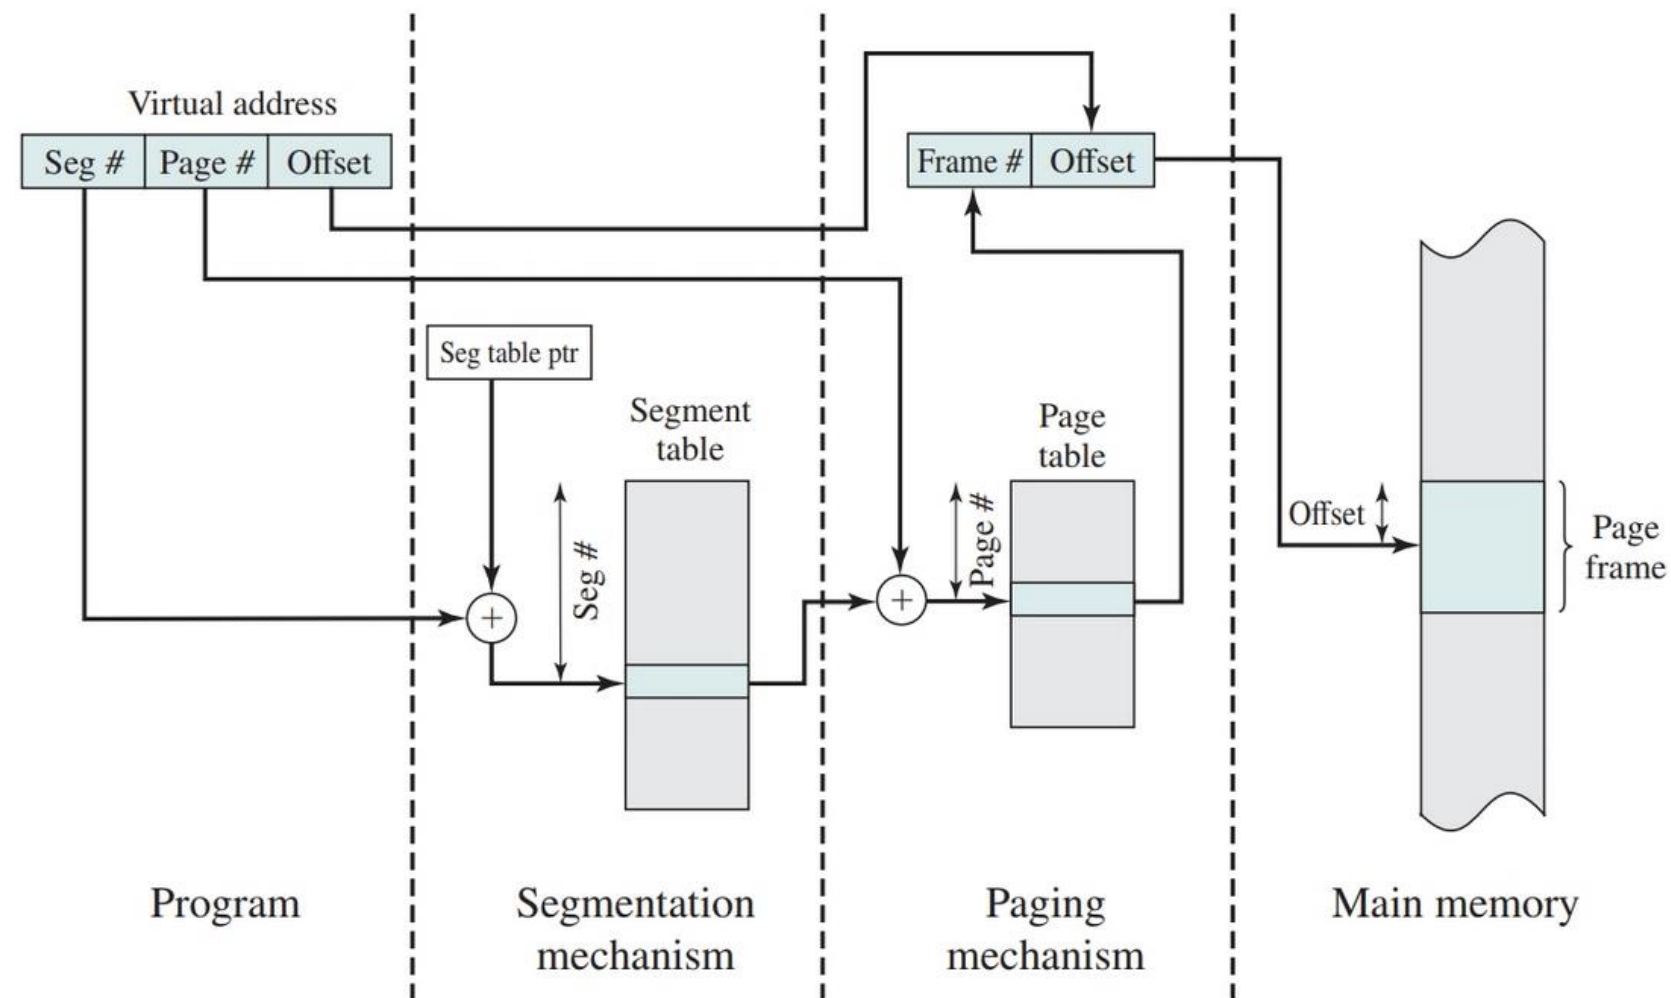 Virtual address
Seg # Page # Offset
Frame # Offset
Seg table ptr
Segment
table
Page
table
Seg #
Page #
+
+
Offset
Page
frame
Program
Segmentation
mechanism
Paging
mechanism
Main memory